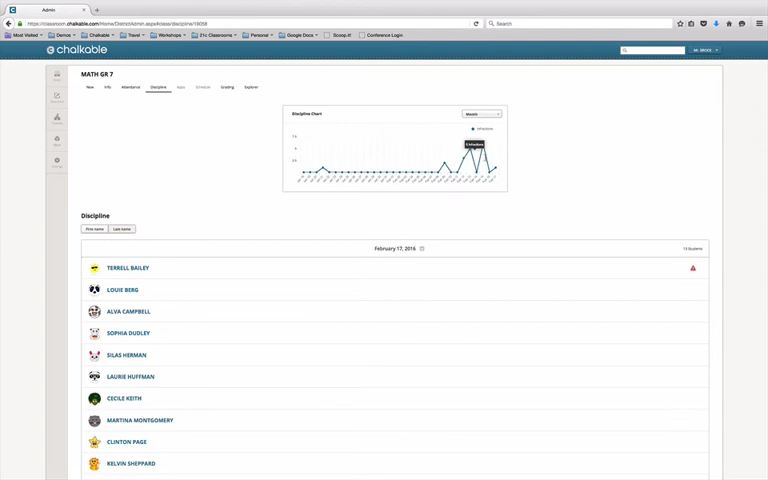 Admin
https://classroom.chalkable.com/Home/DistrictAdmin.aspx#class/discipline/19058
Search
Most Visited Demos Travel Workshops 21c Classrooms Personal Google Docs Scoop.it! Conference Login
chalkable
MR. BROCK
MATH GR 7
Now Info Attendance Discipline Apps Schedule Grading Explorer
Discipline Chart
Month
Infractions
Discipline
First name Last name
February 17, 2016
13 Students
TERRELL BAILEY
LOUIE BERG
ALVA CAMPBELL
SOPHIA DUDLEY
SILAS HERMAN
LAURIE HUFFMAN
CECILE KEITH
MARTINA MONTGOMERY
CLINTON PAGE
KELVIN SHEPPARD